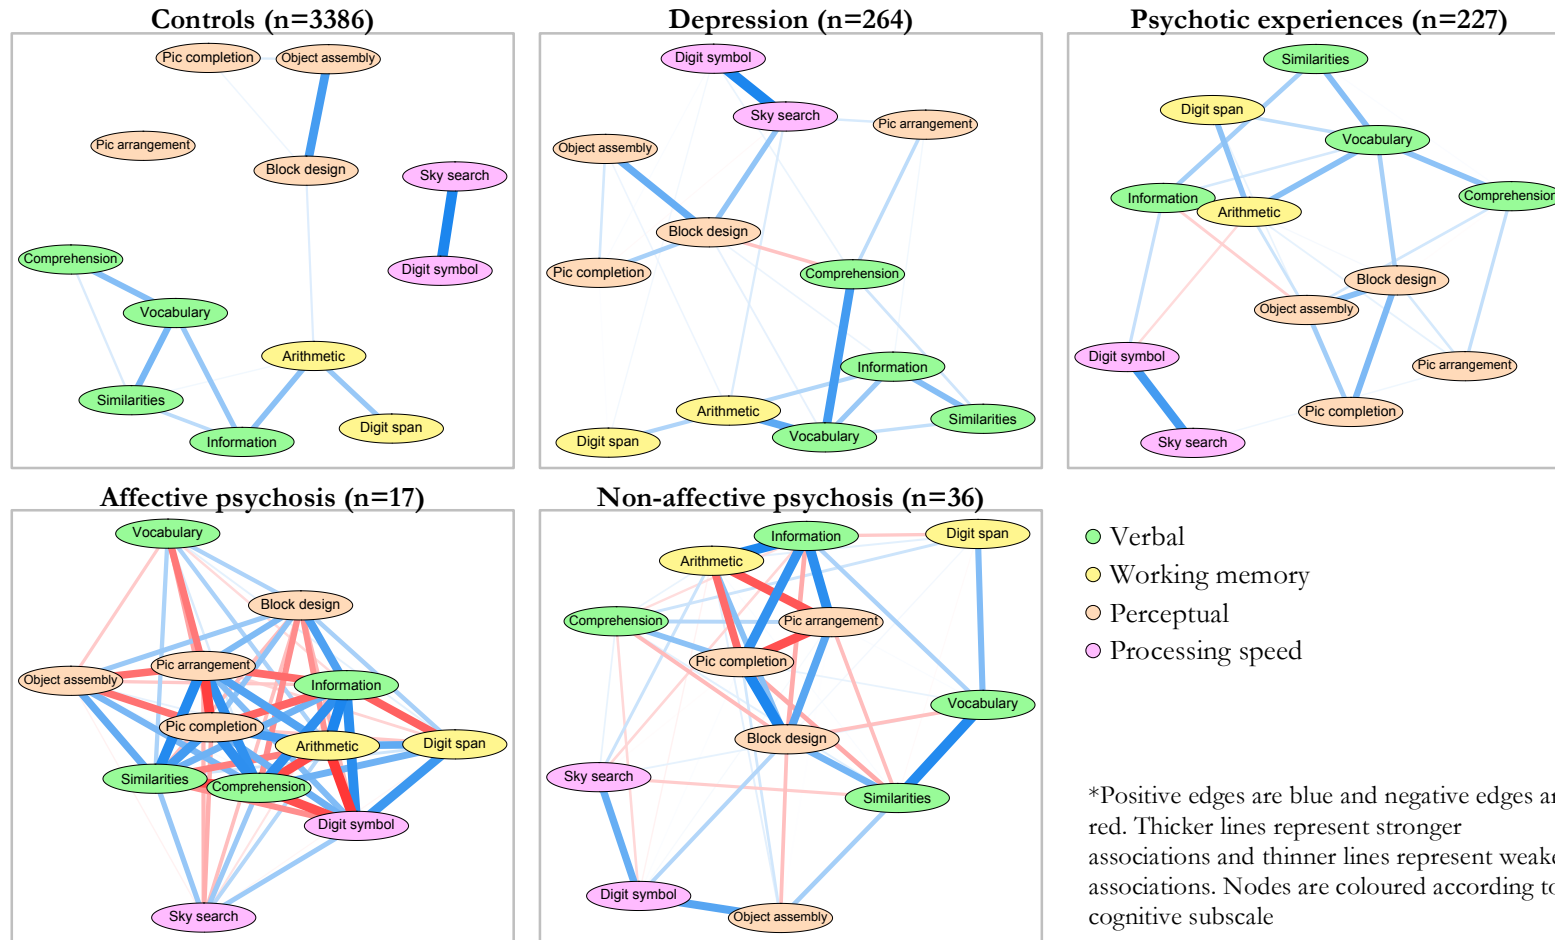 Controls (n=3386)
Pic completion
Object assembly
Pic arrangement
Block design
Sky search
Digit symbol
Comprehension
Vocabulary
Arithmetic
Similarities
Digit span
Information
Depression (n=264)
Digit symbol
Sky search
Pic arrangement
Object assembly
Block design
Pic completion
Comprehension
Information
Arithmetic
Similarities
Digit span
Vocabulary
Psychotic experiences (n=227)
Similarities
Digit span
Vocabulary
Information
Comprehension
Arithmetic
Block design
Object assembly
Digit symbol
Pic arrangement
Pic completion
Sky search
Affective psychosis (n=17)
Vocabulary
Block design
Pic arrangement
Object assembly
Information
Pic completion
Arithmetic
Digit span
Similarities
Comprehension
Digit symbol
Sky search
Non-affective psychosis (n=36)
Information
Digit span
Arithmetic
Comprehension
Pic arrangement
Pic completion
Vocabulary
Block design
Sky search
Similarities
Digit symbol
Object assembly
Verbal
Working memory
Perceptual
Processing speed
*Positive edges are blue and negative edges ar
red. Thicker lines represent stronger
associations and thinner lines represent weake
associations. Nodes are coloured according to
cognitive subscale